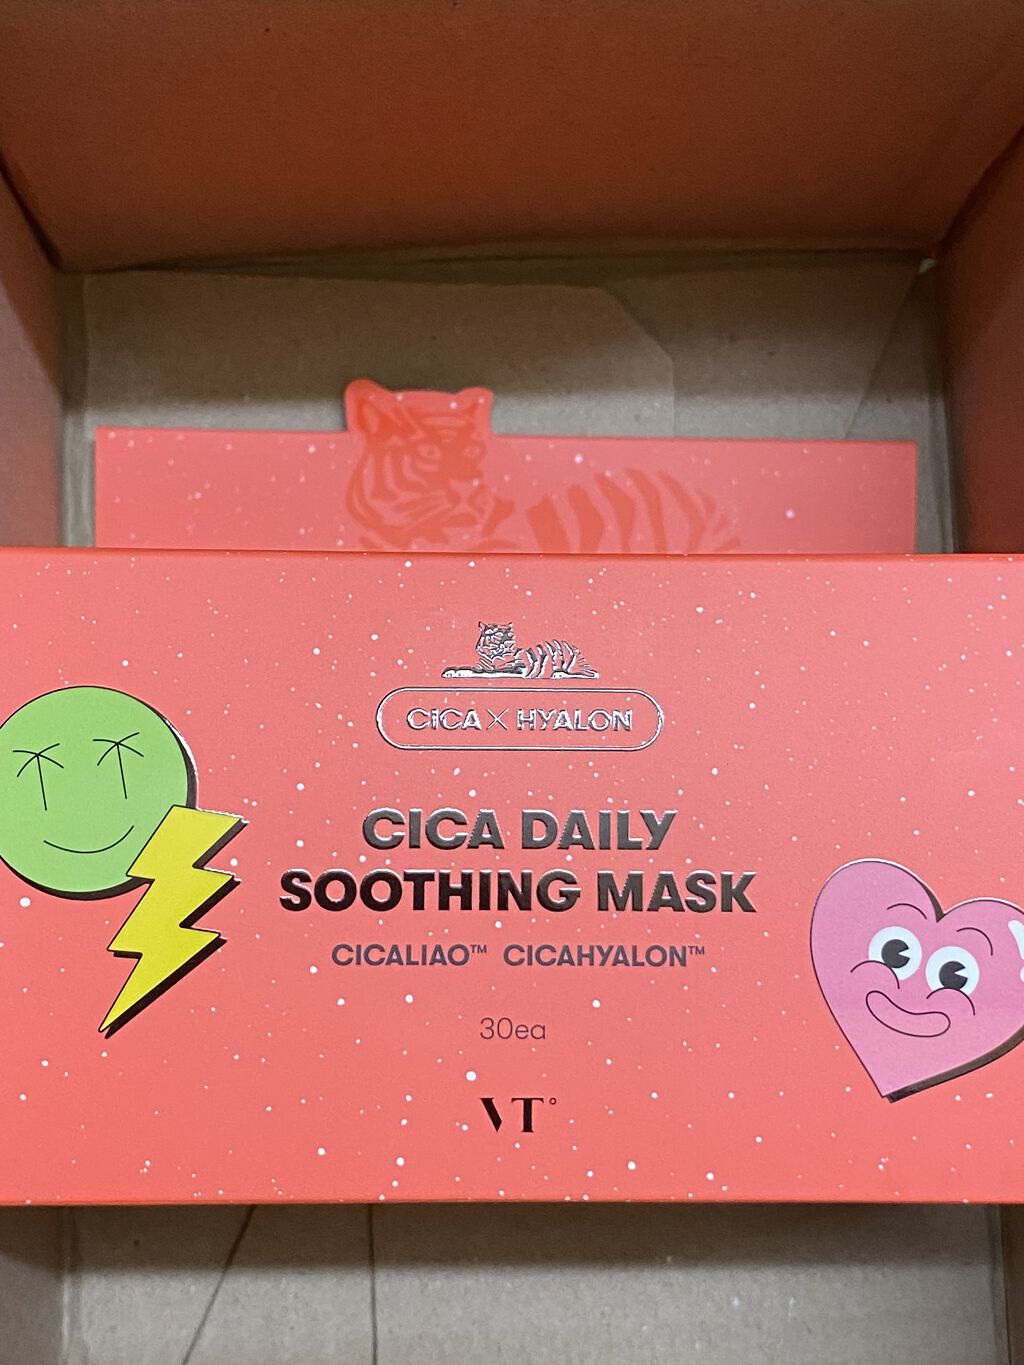 CICA X HYALON
CICA DAILY
SOOTHING MASK
CICALIAO™ CICAHYALON™
30ea
VT°